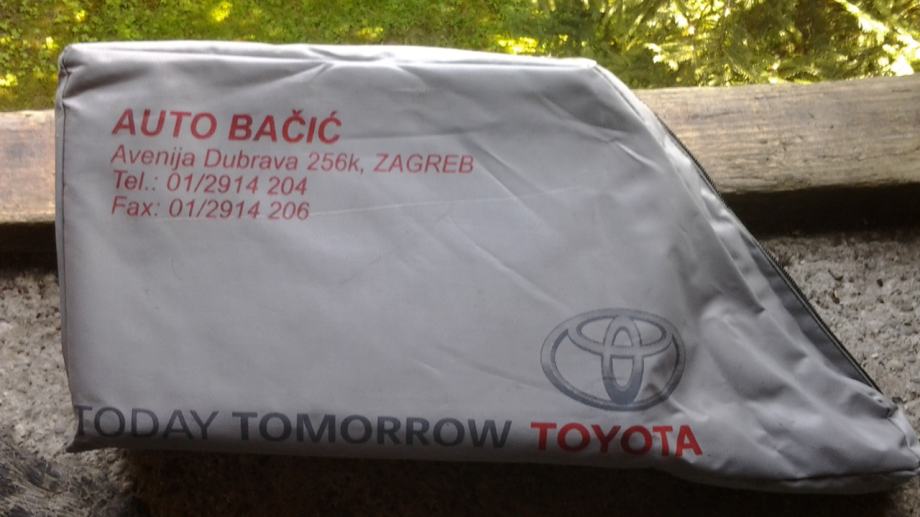 AUTO BAČIĆ
Avenija Dubrava 256k, ZAGREB
Tel.: 01/2914 204
Fax: 01/2914 206
TODAY TOMORROW TOYOTA